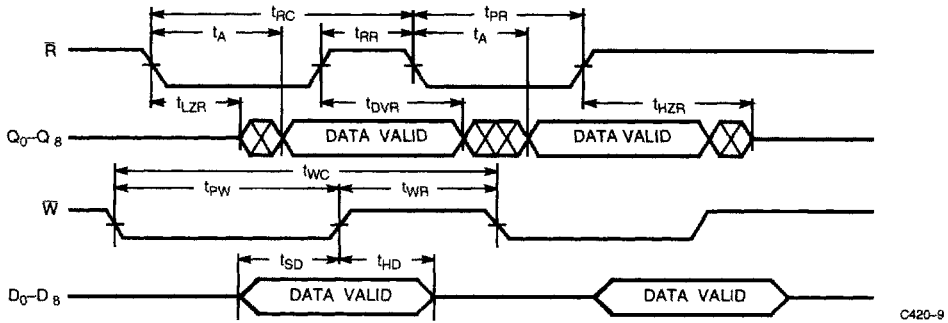 tRC tPR
tA tRR tA
R̅
tLZR tDVR tHZR
Q0–Q8 DATA VALID DATA VALID
tWC
tPW tWR
W̅
tSD tHD
D0–D8 DATA VALID DATA VALID
C420–9